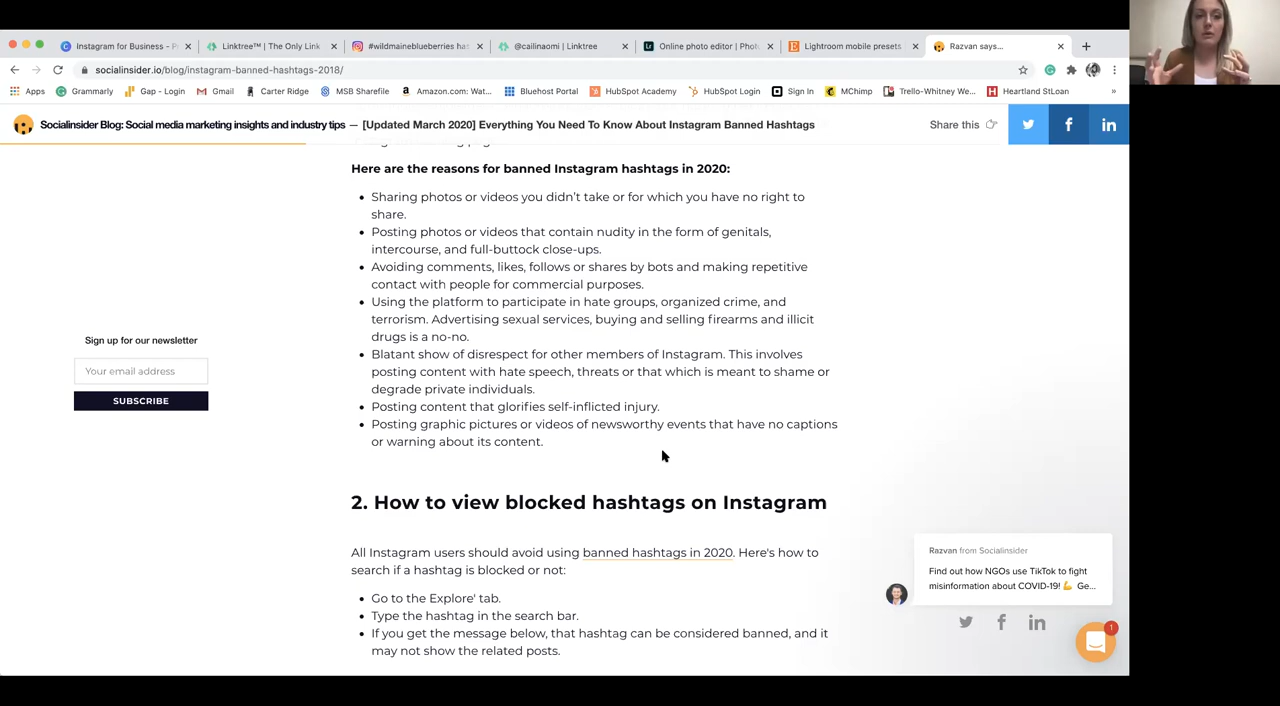 Instagram for Business - P
Linktree™ | The Only Link
#wildmaineblueberries has
@cailinaomi | Linktree
Online photo editor | Phot
Lightroom mobile presets
Razvan says...
socialinsider.io/blog/instagram-banned-hashtags-2018/
Apps
Grammarly
Gap - Login
Gmail
Carter Ridge
MSB Sharefile
Amazon.com: Wat...
Bluehost Portal
HubSpot Academy
HubSpot Login
Sign In
MChimp
Trello-Whitney We...
Heartland StLoan
»
Socialinsider Blog: Social media marketing insights and industry tips — [Updated March 2020] Everything You Need To Know About Instagram Banned Hashtags
Share this
Here are the reasons for banned Instagram hashtags in 2020:
• Sharing photos or videos you didn't take or for which you have no right to
share.
• Posting photos or videos that contain nudity in the form of genitals,
intercourse, and full-buttock close-ups.
• Avoiding comments, likes, follows or shares by bots and making repetitive
contact with people for commercial purposes.
• Using the platform to participate in hate groups, organized crime, and
terrorism. Advertising sexual services, buying and selling firearms and illicit
drugs is a no-no.
• Blatant show of disrespect for other members of Instagram. This involves
posting content with hate speech, threats or that which is meant to shame or
degrade private individuals.
• Posting content that glorifies self-inflicted injury.
• Posting graphic pictures or videos of newsworthy events that have no captions
or warning about its content.
Sign up for our newsletter
Your email address
SUBSCRIBE
2. How to view blocked hashtags on Instagram
All Instagram users should avoid using banned hashtags in 2020. Here's how to
search if a hashtag is blocked or not:
• Go to the Explore' tab.
• Type the hashtag in the search bar.
• If you get the message below, that hashtag can be considered banned, and it
may not show the related posts.
Razvan from Socialinsider
Find out how NGOs use TikTok to fight
misinformation about COVID-19! 💪 Ge...
1